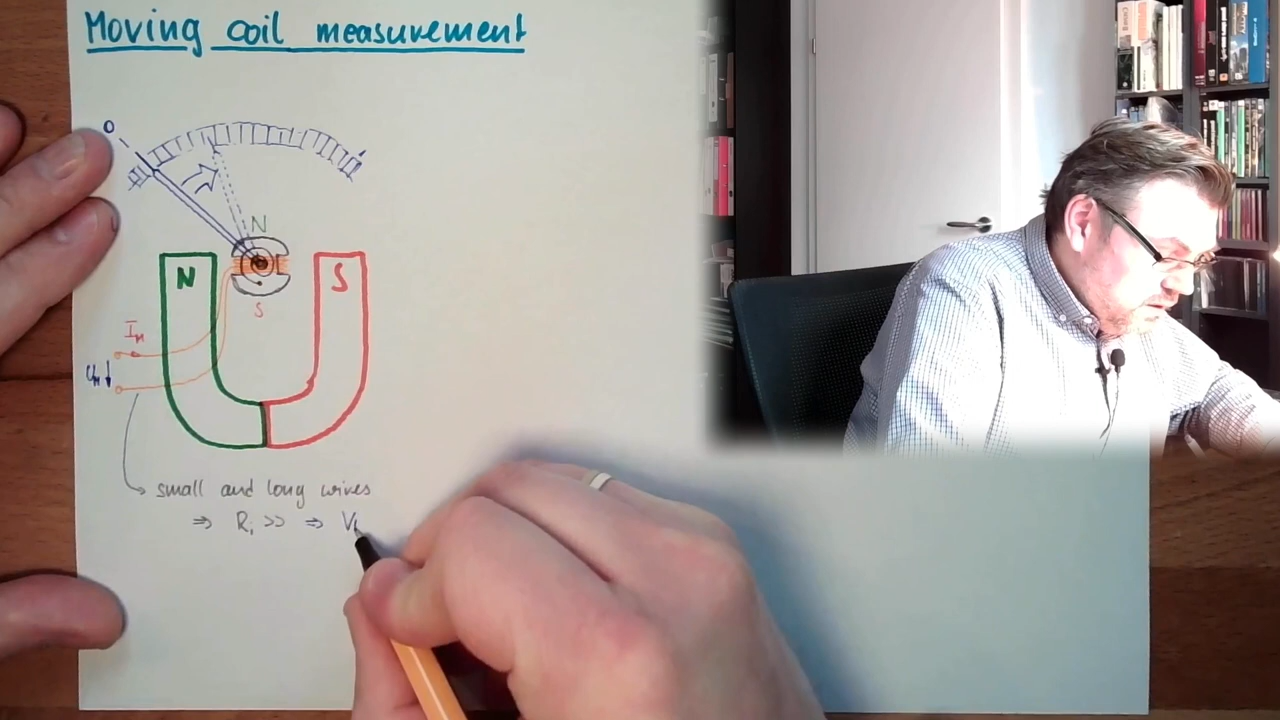 Moving coil measurement
0
N
N
S
S
I_M
U_M
small and long wires
⇒ R_i >> ⇒